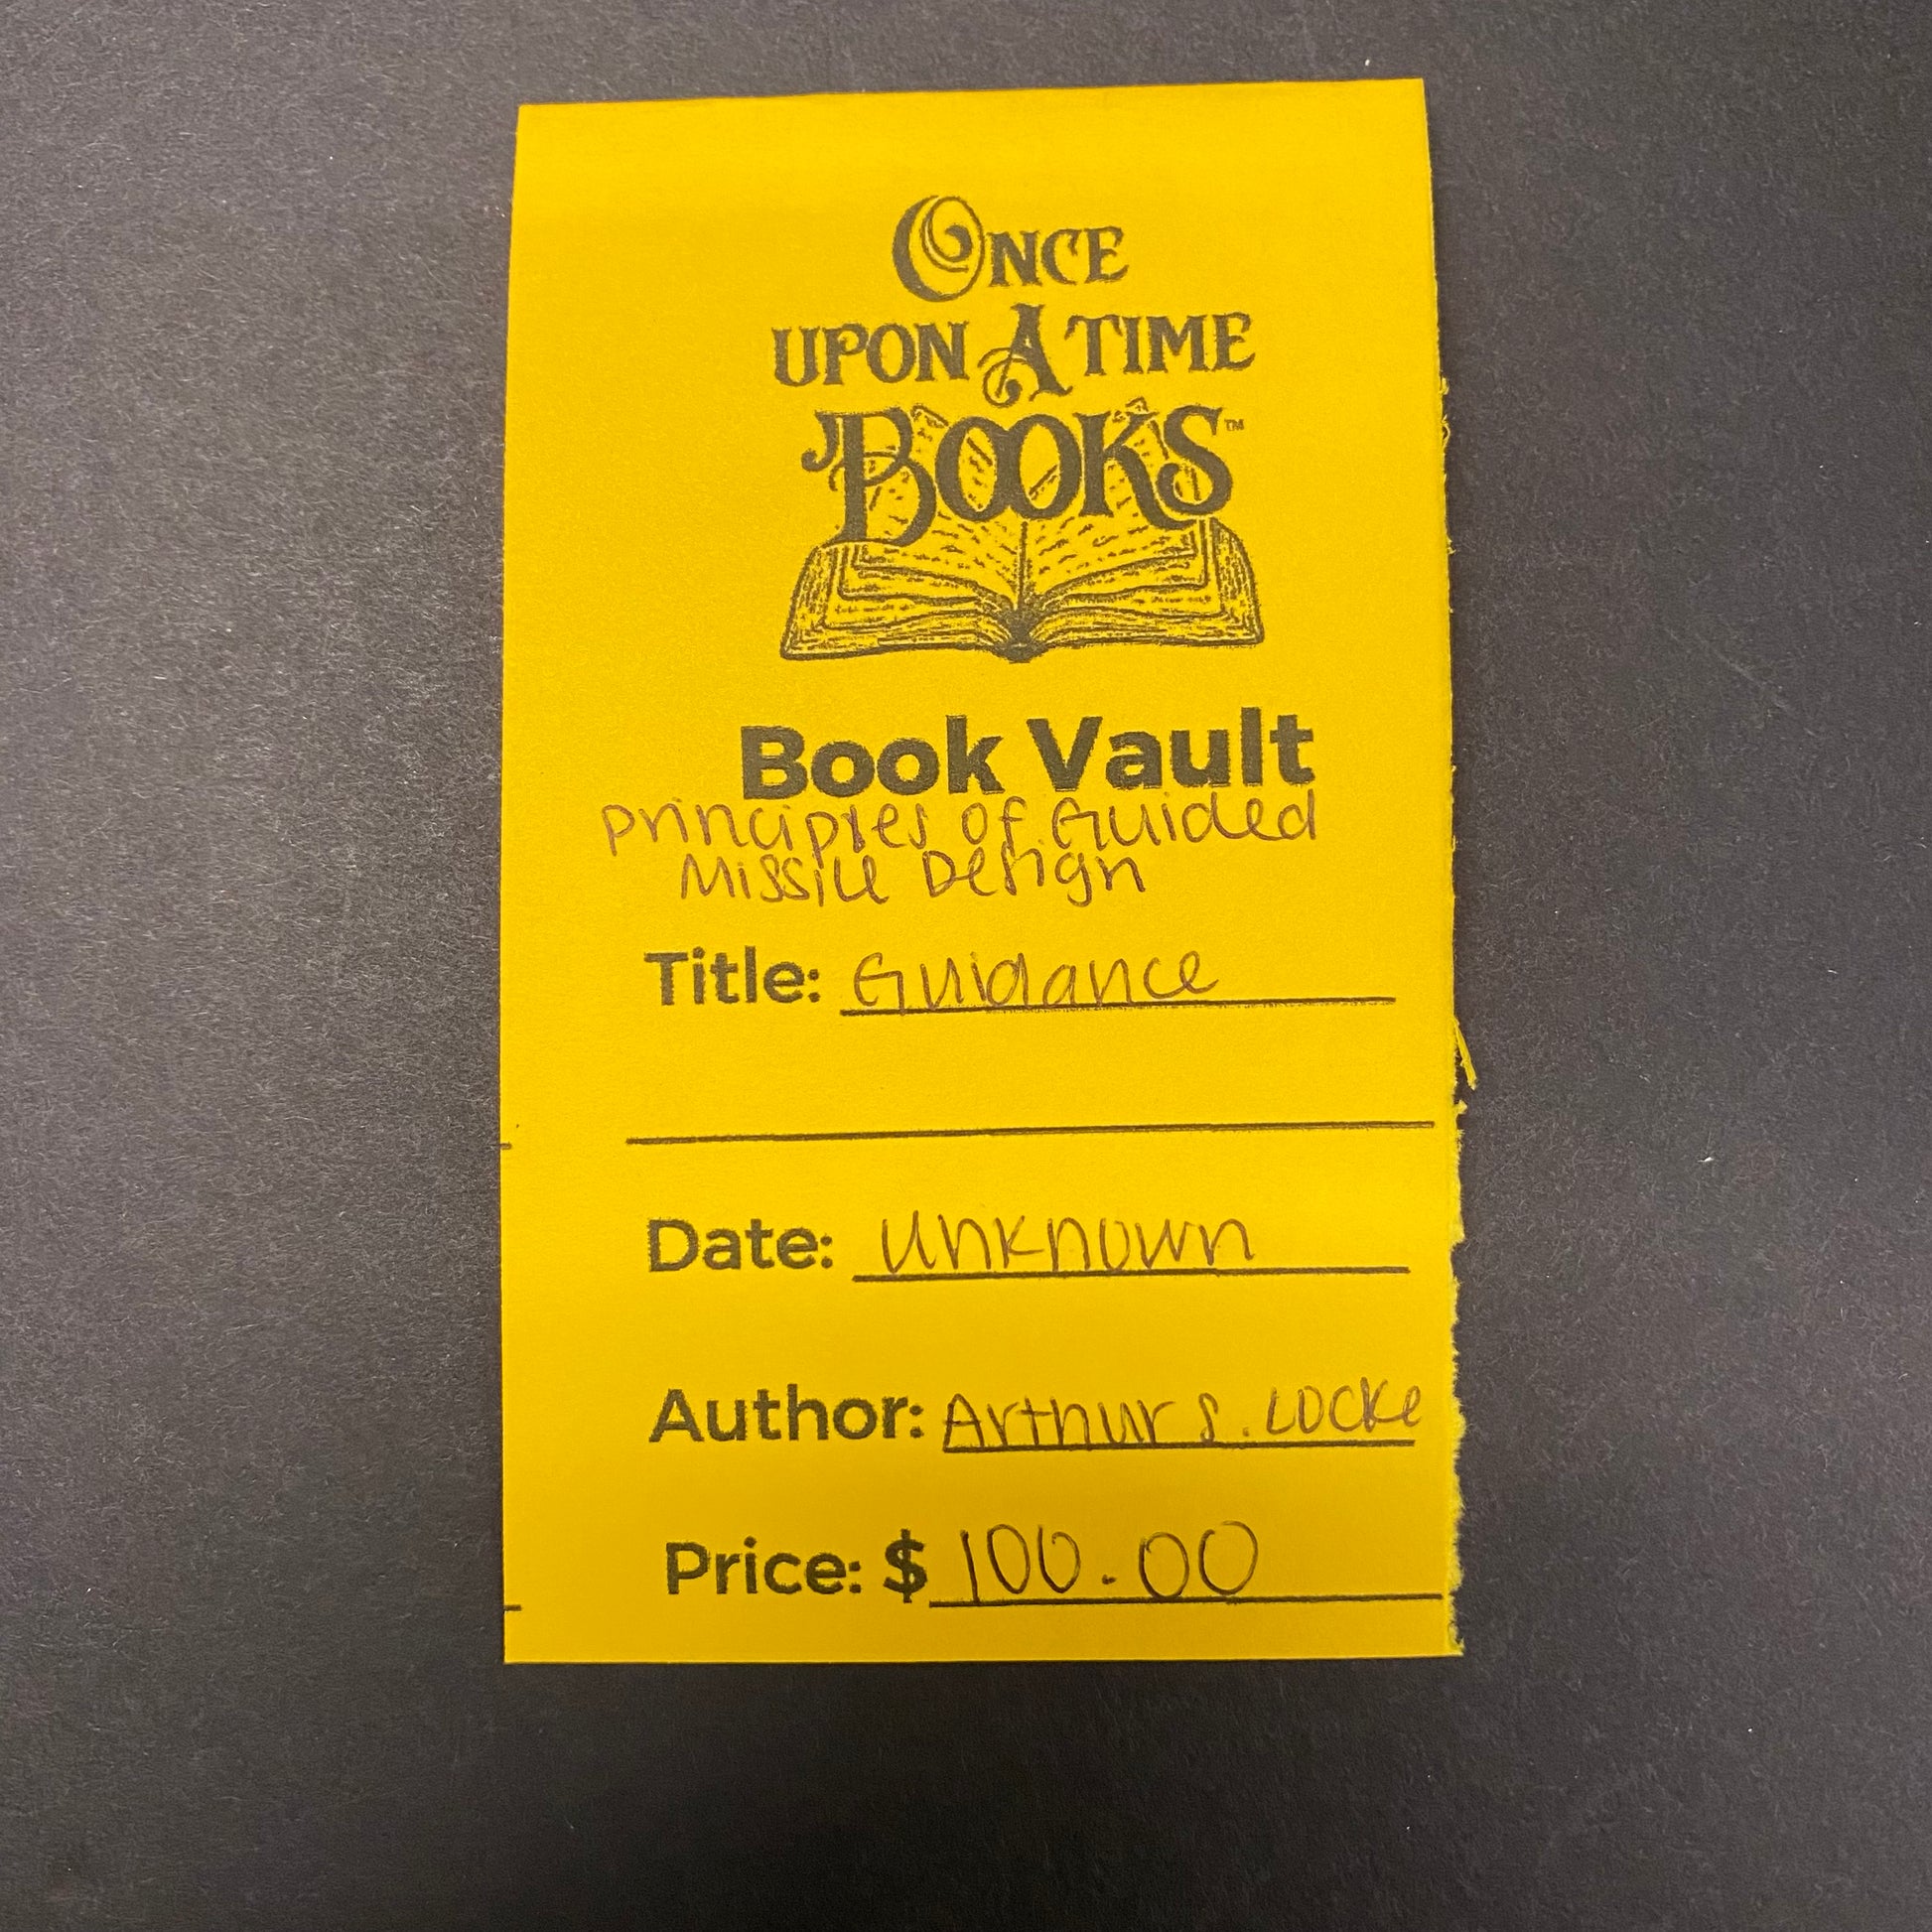 ONCE
UPON A TIME
BOOKS™
Book Vault
principles of Guided
Missile Design
Title: Guidance
Date: unknown
Author: Arthur S. Locke
Price: $ 100.00